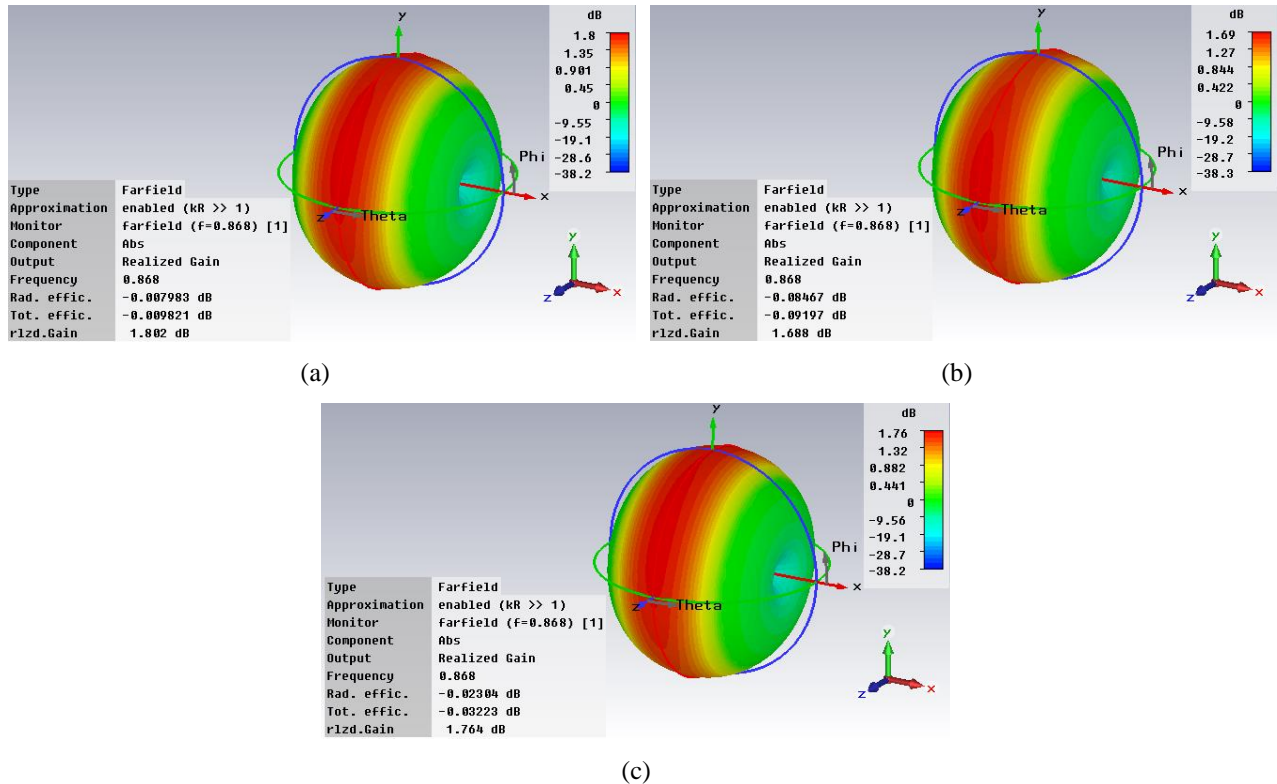 y
dB
1.8
1.35
0.901
0.45
0
-9.55
-19.1
-28.6
-38.2
Phi
x
z Theta
Type Farfield
Approximation enabled (kR >> 1)
Monitor farfield (f=0.868) [1]
Component Abs
Output Realized Gain
Frequency 0.868
Rad. effic. -0.007983 dB
Tot. effic. -0.009821 dB
rlzd.Gain 1.802 dB
y
z x
(a)
y
dB
1.69
1.27
0.844
0.422
0
-9.58
-19.2
-28.7
-38.3
Phi
x
z Theta
Type Farfield
Approximation enabled (kR >> 1)
Monitor farfield (f=0.868) [1]
Component Abs
Output Realized Gain
Frequency 0.868
Rad. effic. -0.08467 dB
Tot. effic. -0.09197 dB
rlzd.Gain 1.688 dB
y
z x
(b)
y
dB
1.76
1.32
0.882
0.441
0
-9.56
-19.1
-28.7
-38.2
Phi
x
z Theta
Type Farfield
Approximation enabled (kR >> 1)
Monitor farfield (f=0.868) [1]
Component Abs
Output Realized Gain
Frequency 0.868
Rad. effic. -0.02304 dB
Tot. effic. -0.03223 dB
rlzd.Gain 1.764 dB
y
z x
(c)